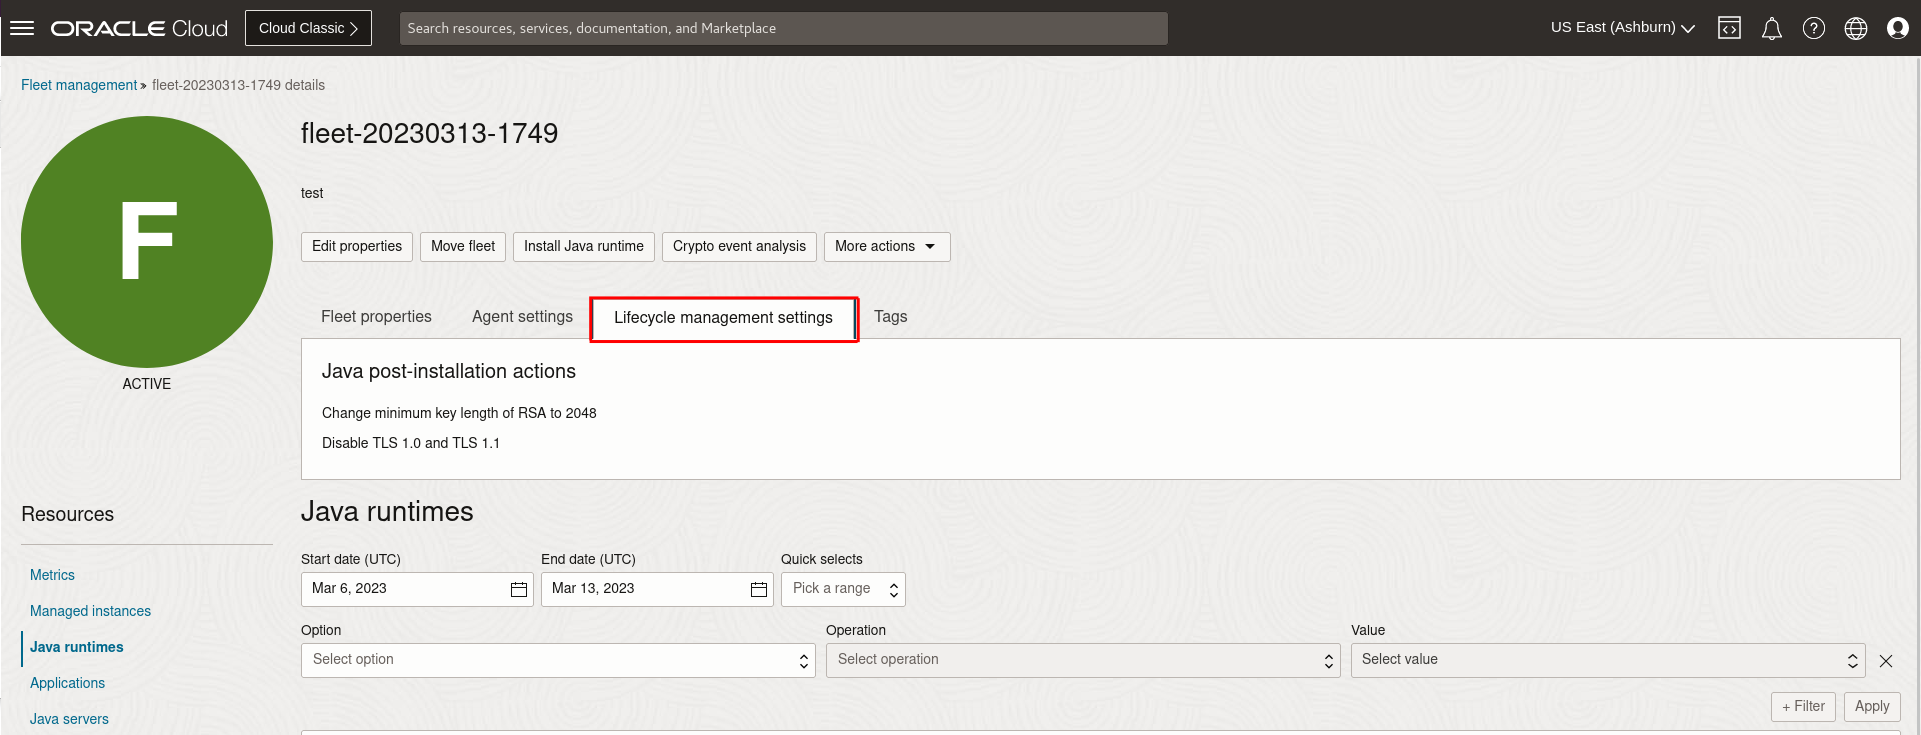 ORACLE Cloud
Cloud Classic
Search resources, services, documentation, and Marketplace
US East (Ashburn)
Fleet management » fleet-20230313-1749 details
F
ACTIVE
fleet-20230313-1749
test
Edit properties
Move fleet
Install Java runtime
Crypto event analysis
More actions
Fleet properties
Agent settings
Lifecycle management settings
Tags
Java post-installation actions
Change minimum key length of RSA to 2048
Disable TLS 1.0 and TLS 1.1
Resources
Metrics
Managed instances
Java runtimes
Applications
Java servers
Java runtimes
Start date (UTC)
Mar 6, 2023
End date (UTC)
Mar 13, 2023
Quick selects
Pick a range
Option
Select option
Operation
Select operation
Value
Select value
+ Filter
Apply